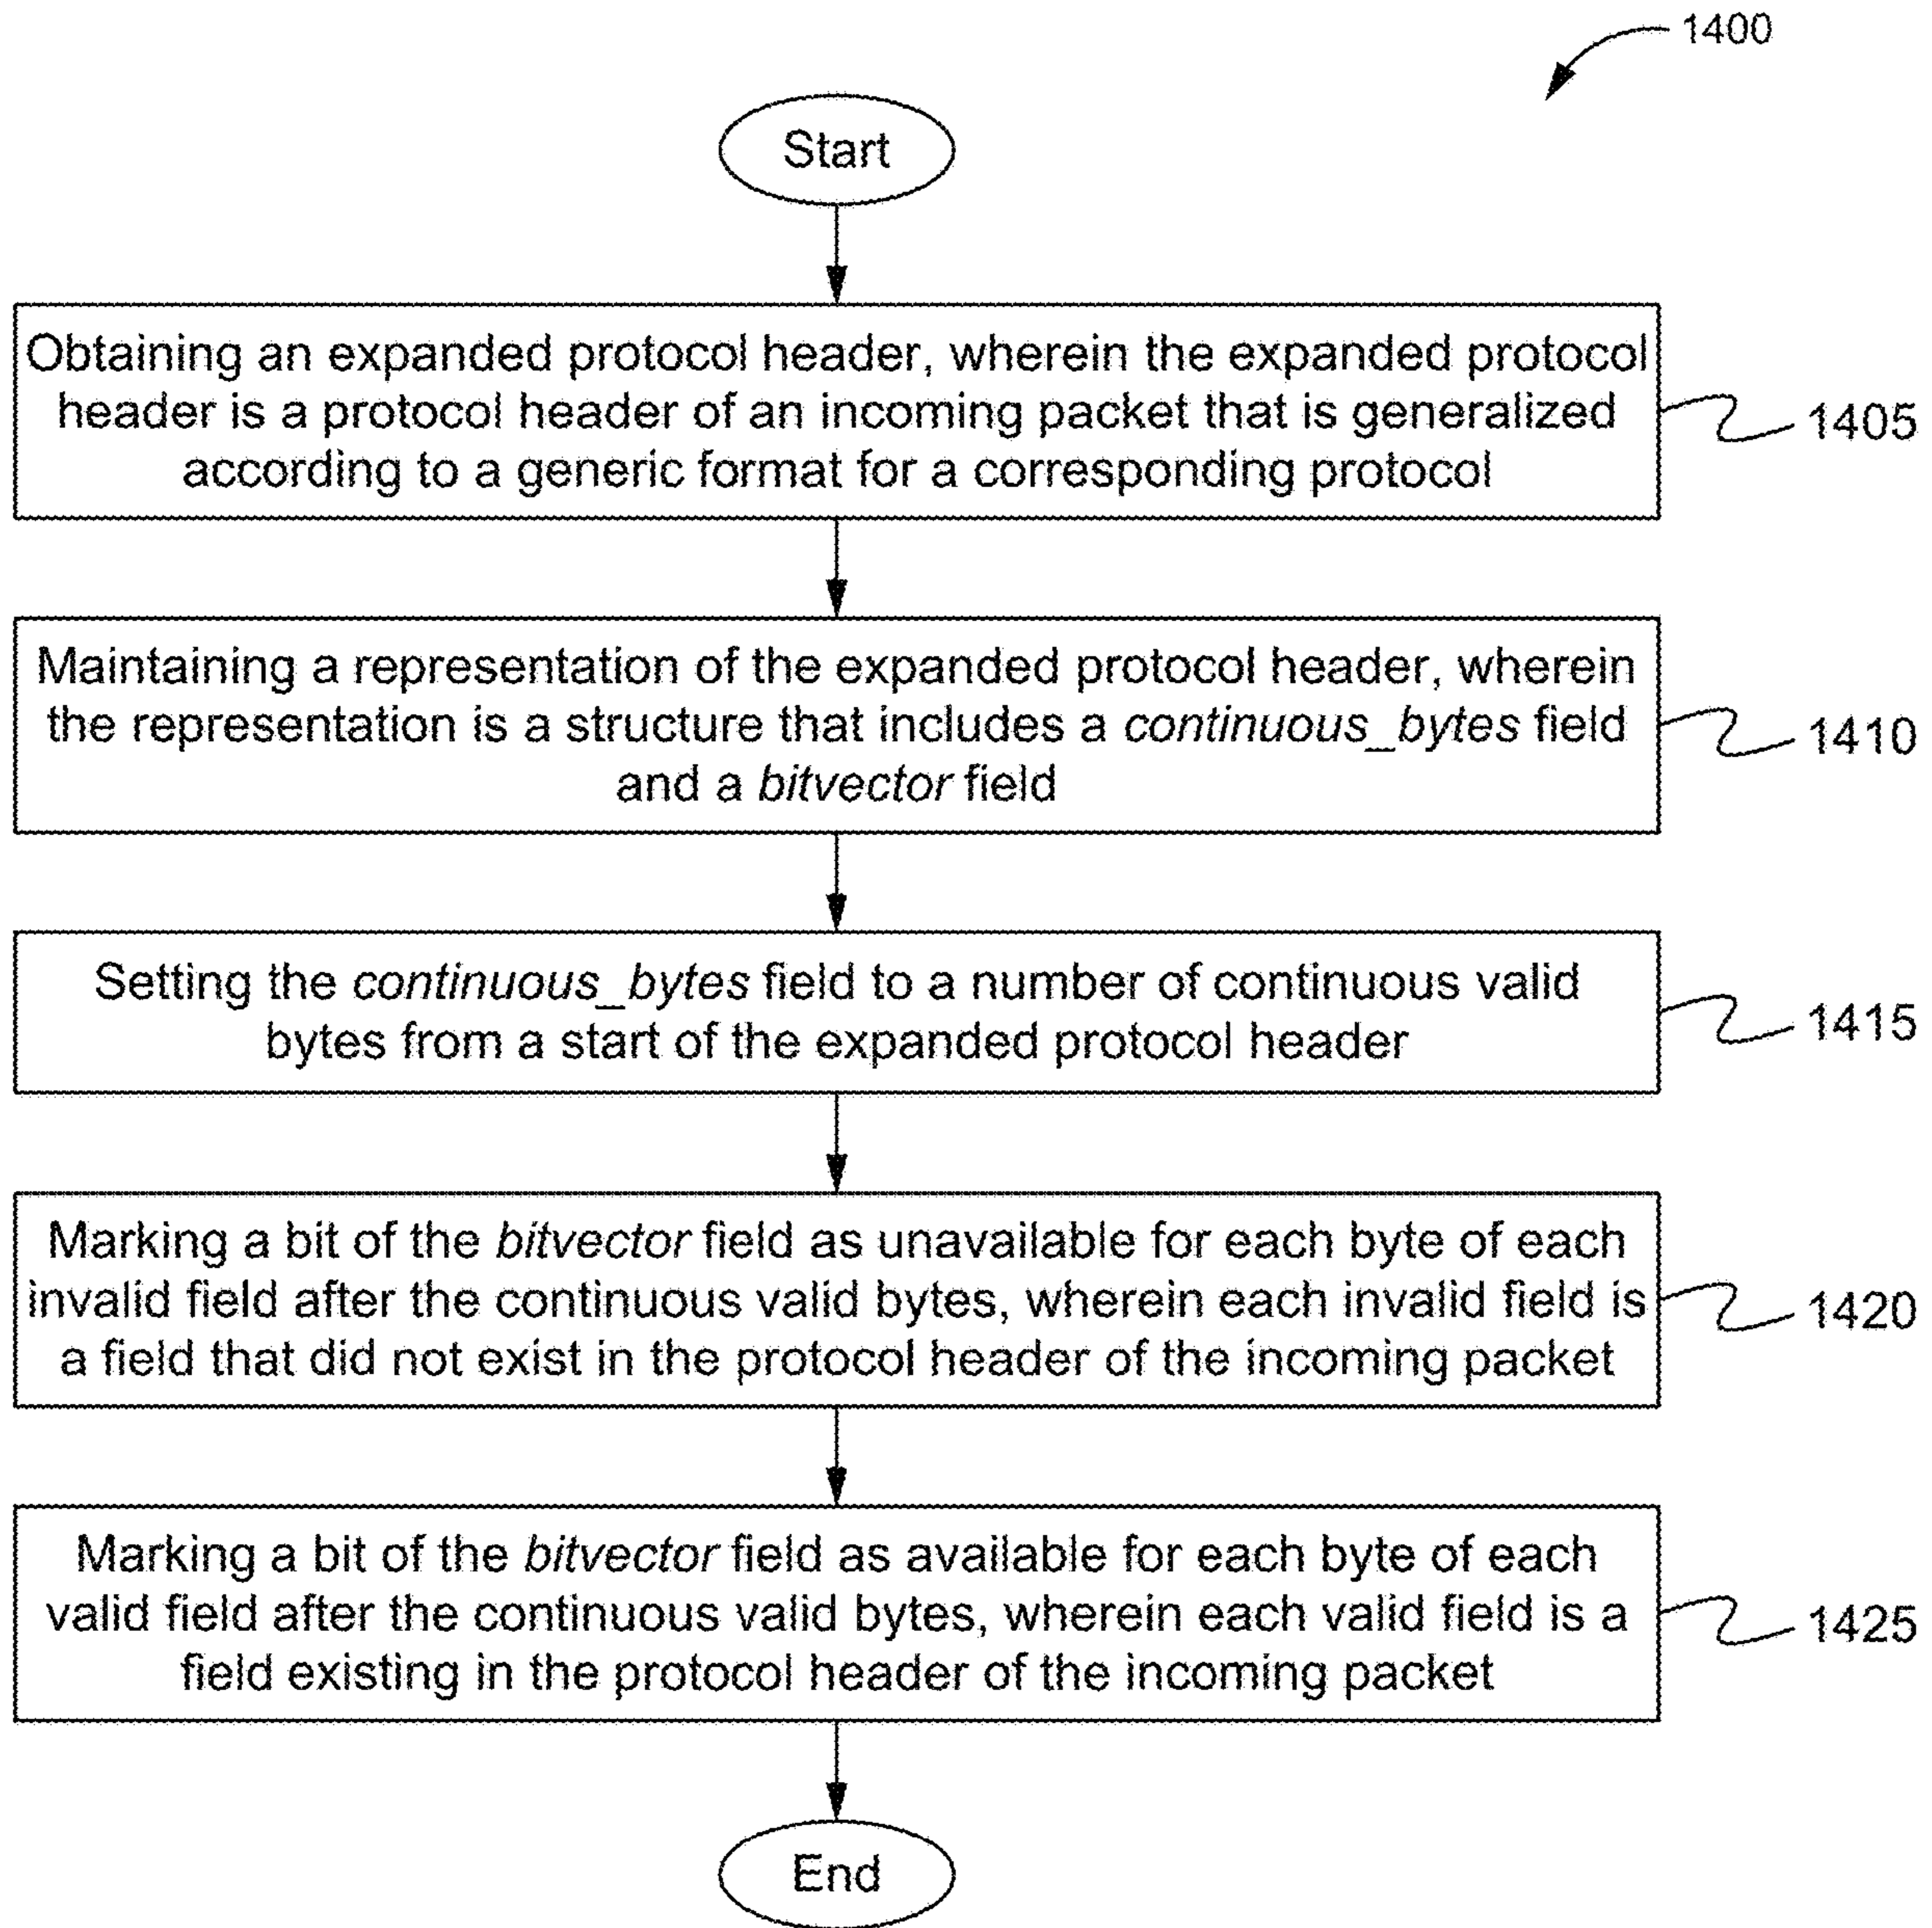 1400
Start
Obtaining an expanded protocol header, wherein the expanded protocol
header is a protocol header of an incoming packet that is generalized
according to a generic format for a corresponding protocol
1405
Maintaining a representation of the expanded protocol header, wherein
the representation is a structure that includes a continuous_bytes field
and a bitvector field
1410
Setting the continuous_bytes field to a number of continuous valid
bytes from a start of the expanded protocol header
1415
Marking a bit of the bitvector field as unavailable for each byte of each
invalid field after the continuous valid bytes, wherein each invalid field is
a field that did not exist in the protocol header of the incoming packet
1420
Marking a bit of the bitvector field as available for each byte of each
valid field after the continuous valid bytes, wherein each valid field is a
field existing in the protocol header of the incoming packet
1425
End